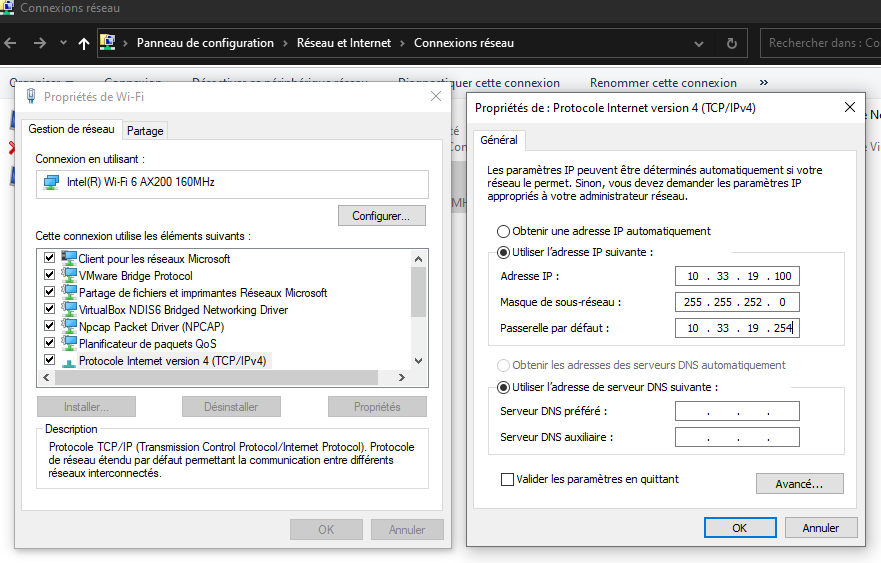 Connexions réseau
Panneau de configuration > Réseau et Internet > Connexions réseau
Rechercher dans : Co
Diagnostiquer cette connexion
Renommer cette connexion
»
Propriétés de Wi-Fi
Gestion de réseau
Partage
Connexion en utilisant :
Intel(R) Wi-Fi 6 AX200 160MHz
Configurer...
Cette connexion utilise les éléments suivants :
Client pour les réseaux Microsoft
VMware Bridge Protocol
Partage de fichiers et imprimantes Réseaux Microsoft
VirtualBox NDIS6 Bridged Networking Driver
Npcap Packet Driver (NPCAP)
Planificateur de paquets QoS
Protocole Internet version 4 (TCP/IPv4)
Installer...
Désinstaller
Propriétés
Description
Protocole TCP/IP (Transmission Control Protocol/Internet Protocol). Protocole
de réseau étendu par défaut permettant la communication entre différents
réseaux interconnectés.
OK
Annuler
Propriétés de : Protocole Internet version 4 (TCP/IPv4)
Général
Les paramètres IP peuvent être déterminés automatiquement si votre
réseau le permet. Sinon, vous devez demander les paramètres IP
appropriés à votre administrateur réseau.
Obtenir une adresse IP automatiquement
Utiliser l'adresse IP suivante :
Adresse IP : 10 . 33 . 19 . 100
Masque de sous-réseau : 255 . 255 . 252 . 0
Passerelle par défaut : 10 . 33 . 19 . 254
Obtenir les adresses des serveurs DNS automatiquement
Utiliser l'adresse de serveur DNS suivante :
Serveur DNS préféré : . . .
Serveur DNS auxiliaire : . . .
Valider les paramètres en quittant
Avancé...
OK
Annuler